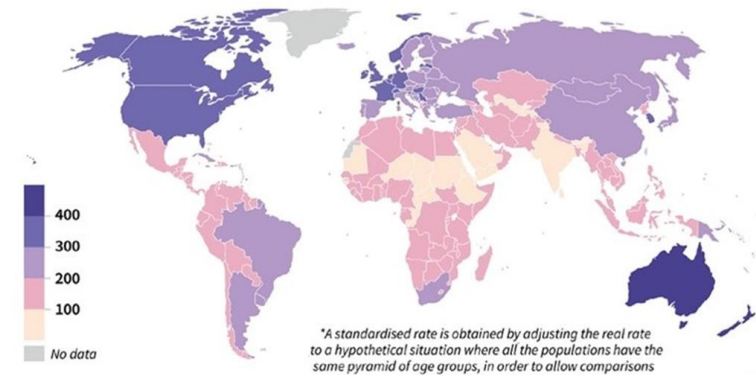 400
300
200
100
No data
*A standardised rate is obtained by adjusting the real rate
to a hypothetical situation where all the populations have the
same pyramid of age groups, in order to allow comparisons